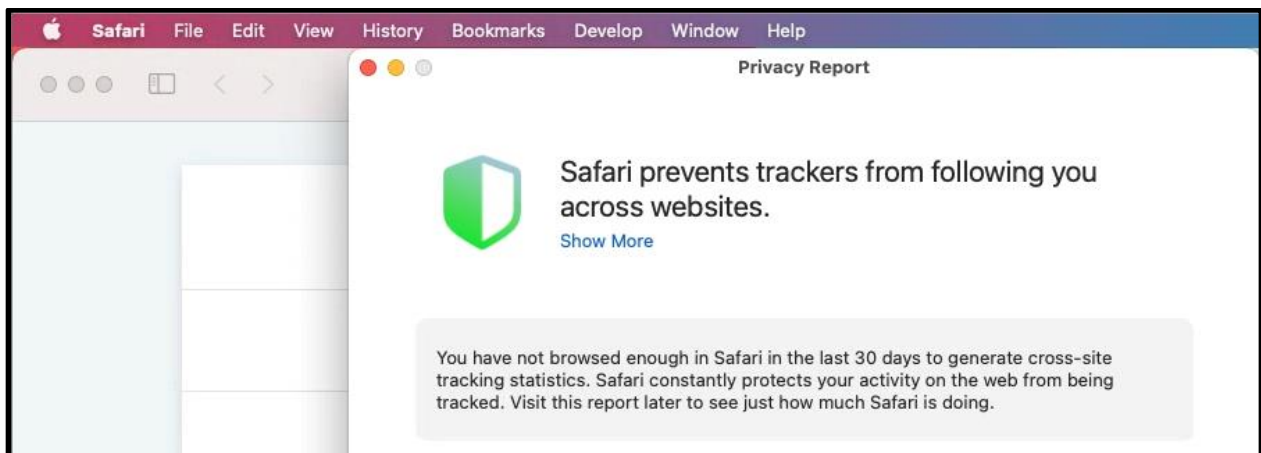 Safari File Edit View History Bookmarks Develop Window Help
Privacy Report
Safari prevents trackers from following you
across websites.
Show More
You have not browsed enough in Safari in the last 30 days to generate cross-site
tracking statistics. Safari constantly protects your activity on the web from being
tracked. Visit this report later to see just how much Safari is doing.